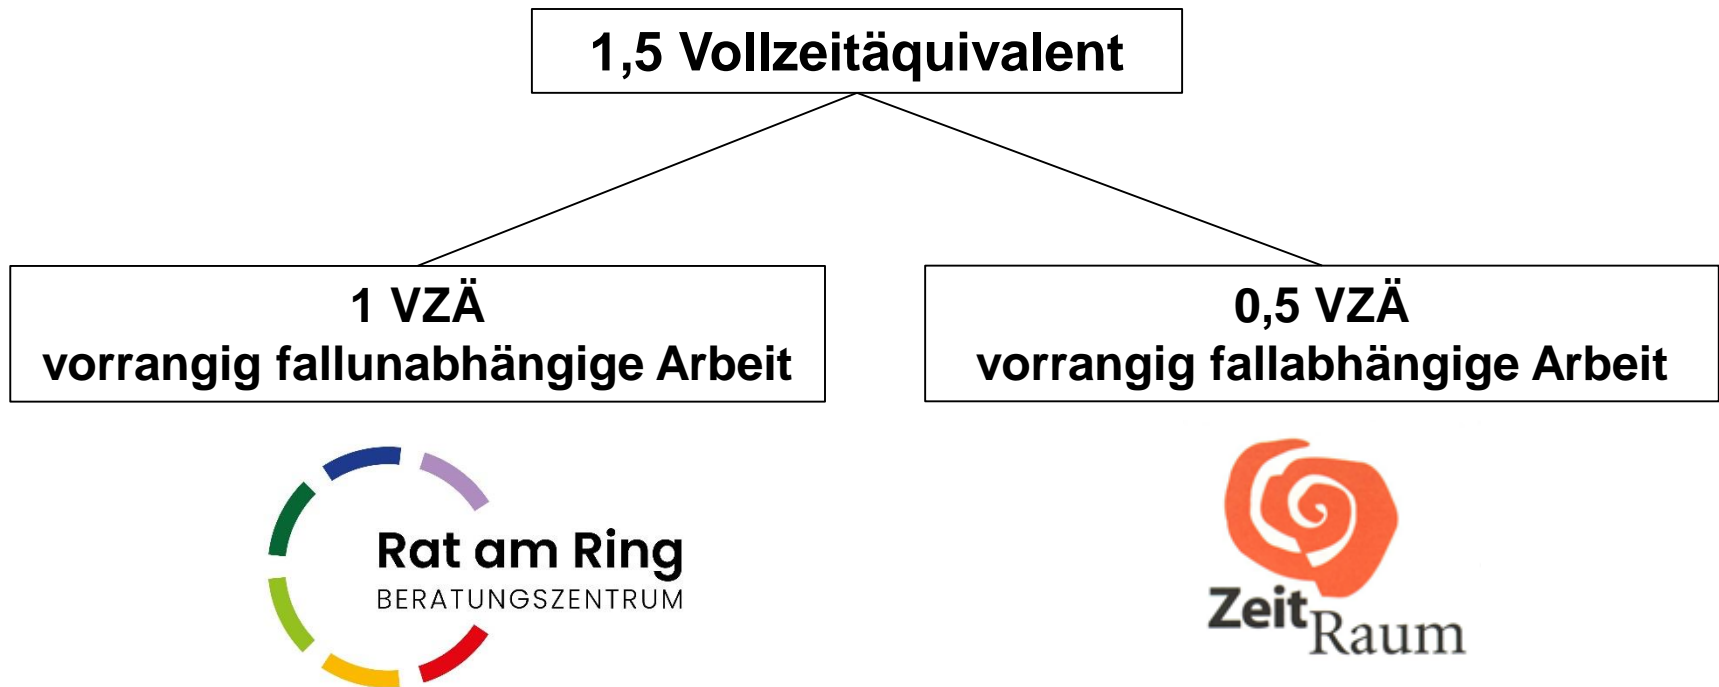 1,5 Vollzeitäquivalent
1 VZÄ
vorrangig fallunabhängige Arbeit
0,5 VZÄ
vorrangig fallabhängige Arbeit
Rat am Ring
BERATUNGSZENTRUM
Zeit
Raum